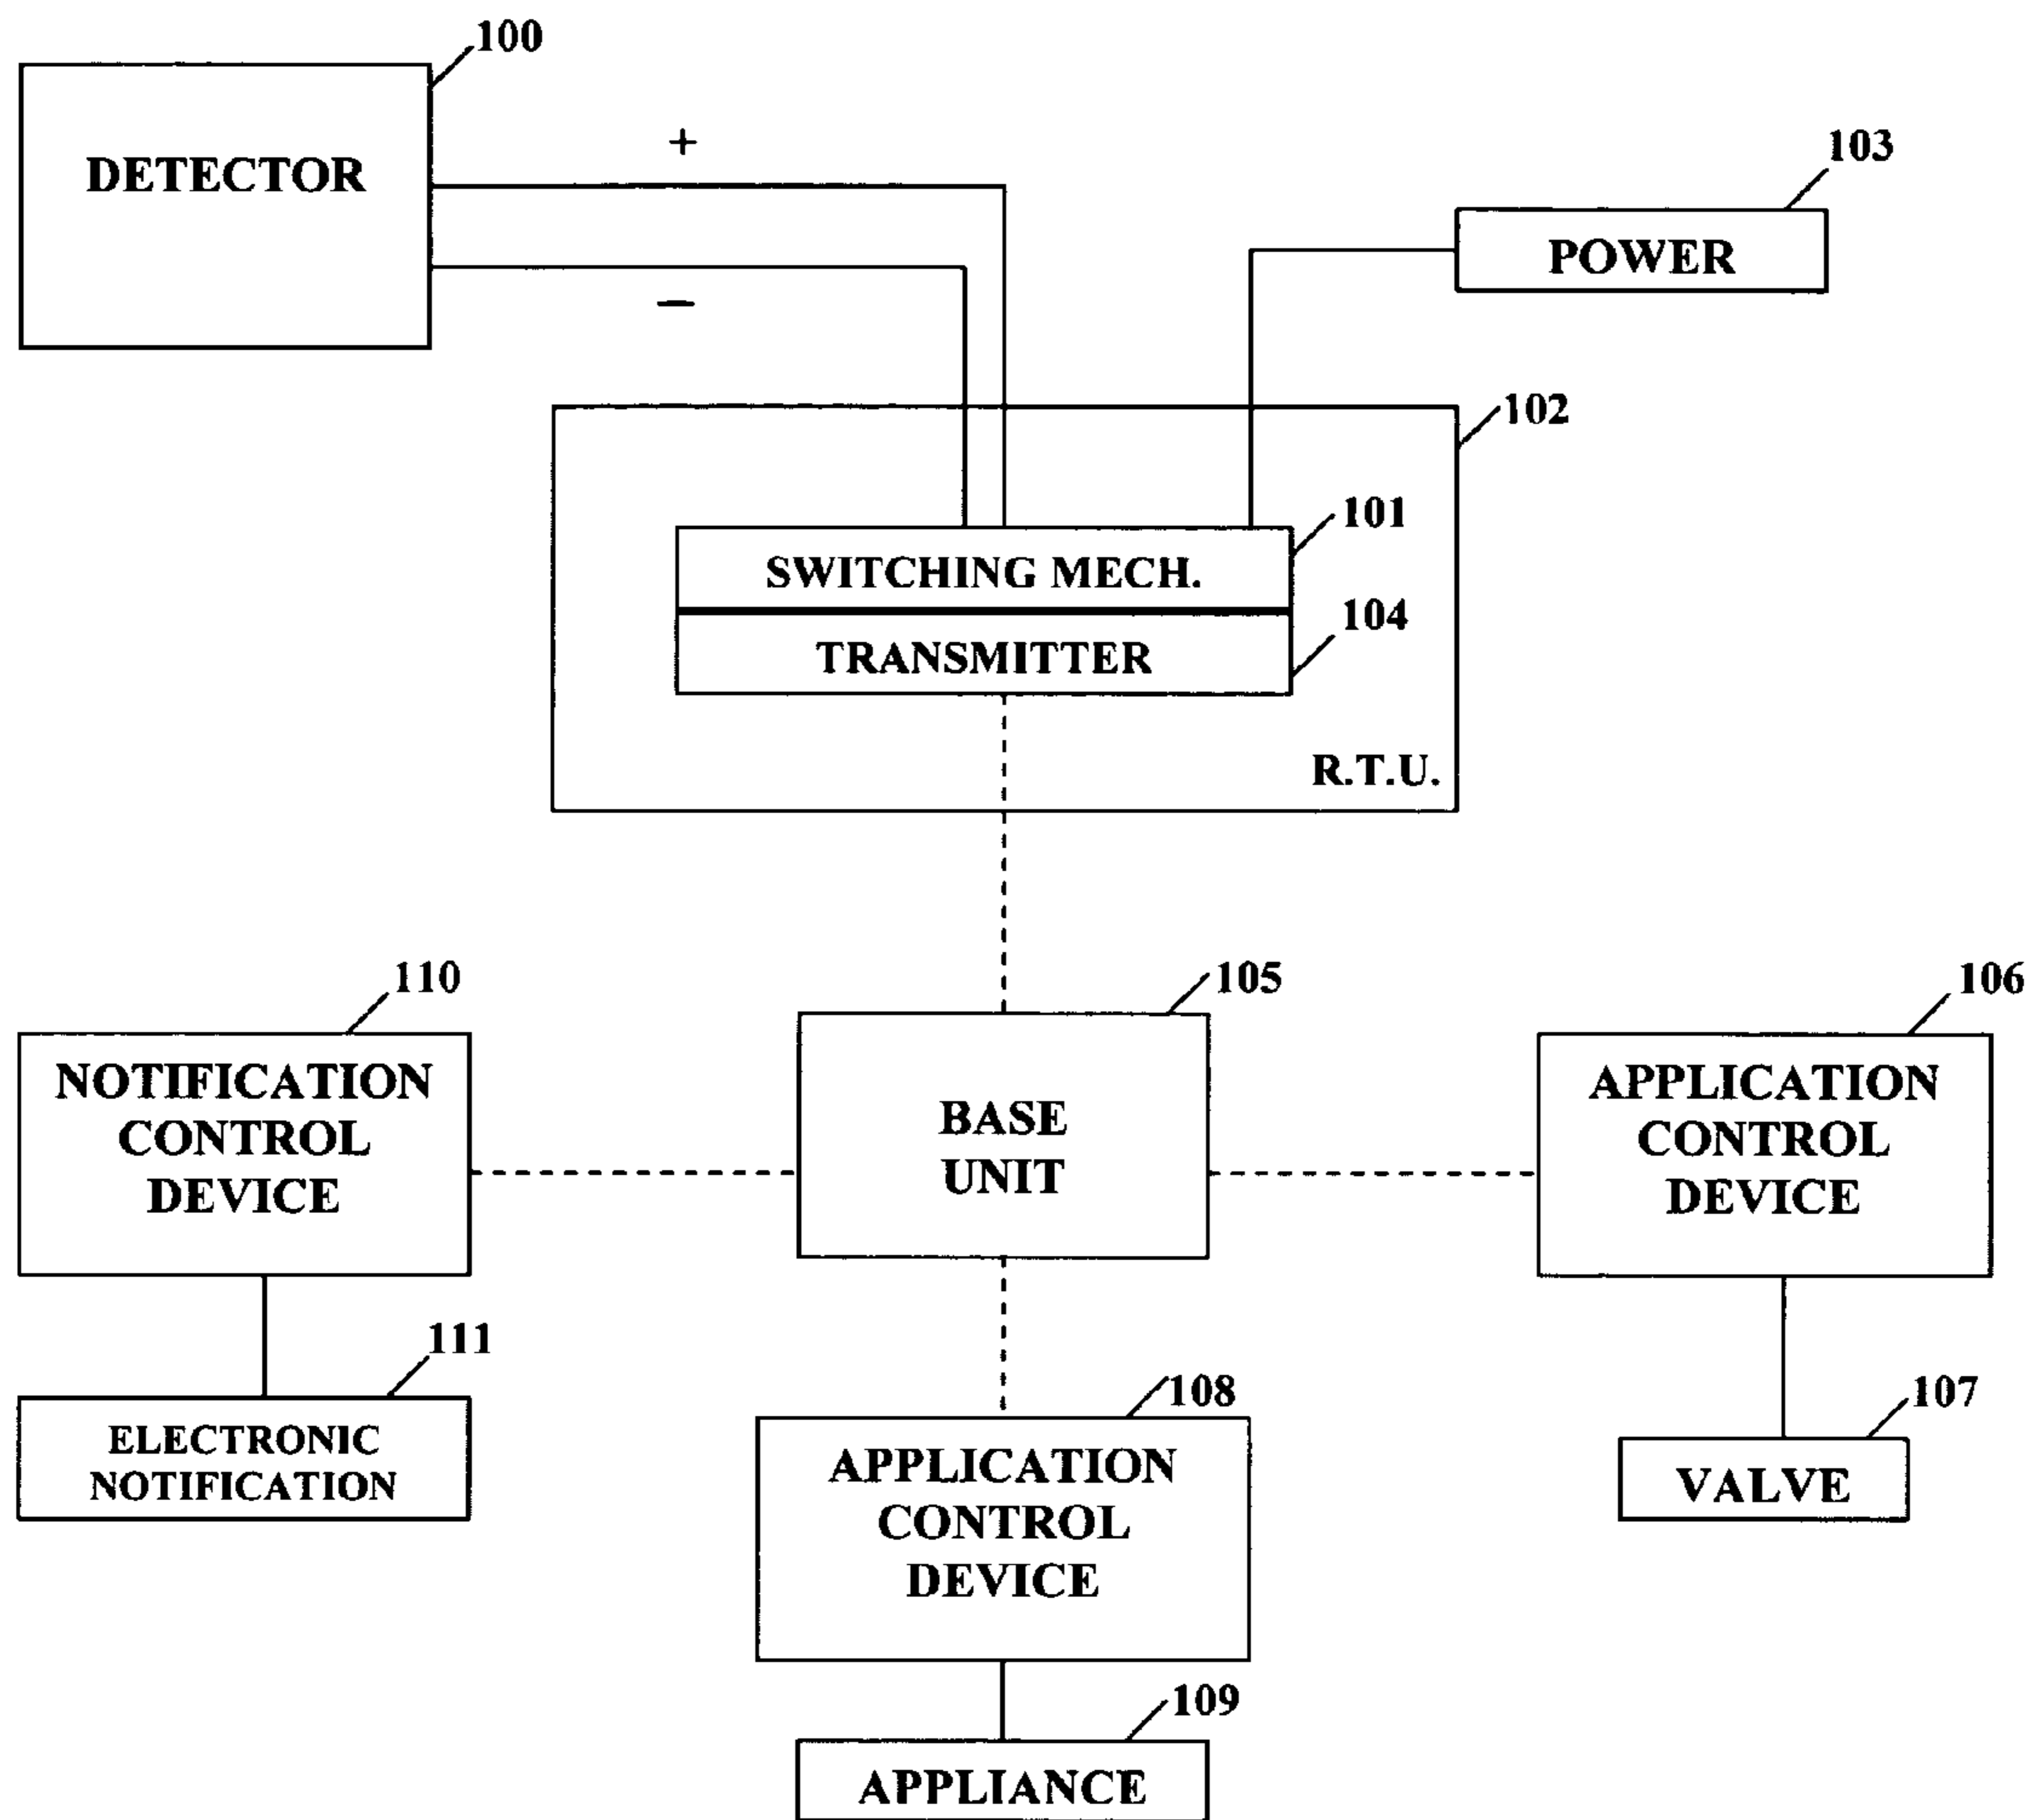 100
DETECTOR
+
−
103
POWER
102
101
SWITCHING MECH.
104
TRANSMITTER
R.T.U.
110
NOTIFICATION
CONTROL
DEVICE
105
BASE
UNIT
106
APPLICATION
CONTROL
DEVICE
111
ELECTRONIC
NOTIFICATION
108
APPLICATION
CONTROL
DEVICE
107
VALVE
109
APPLIANCE